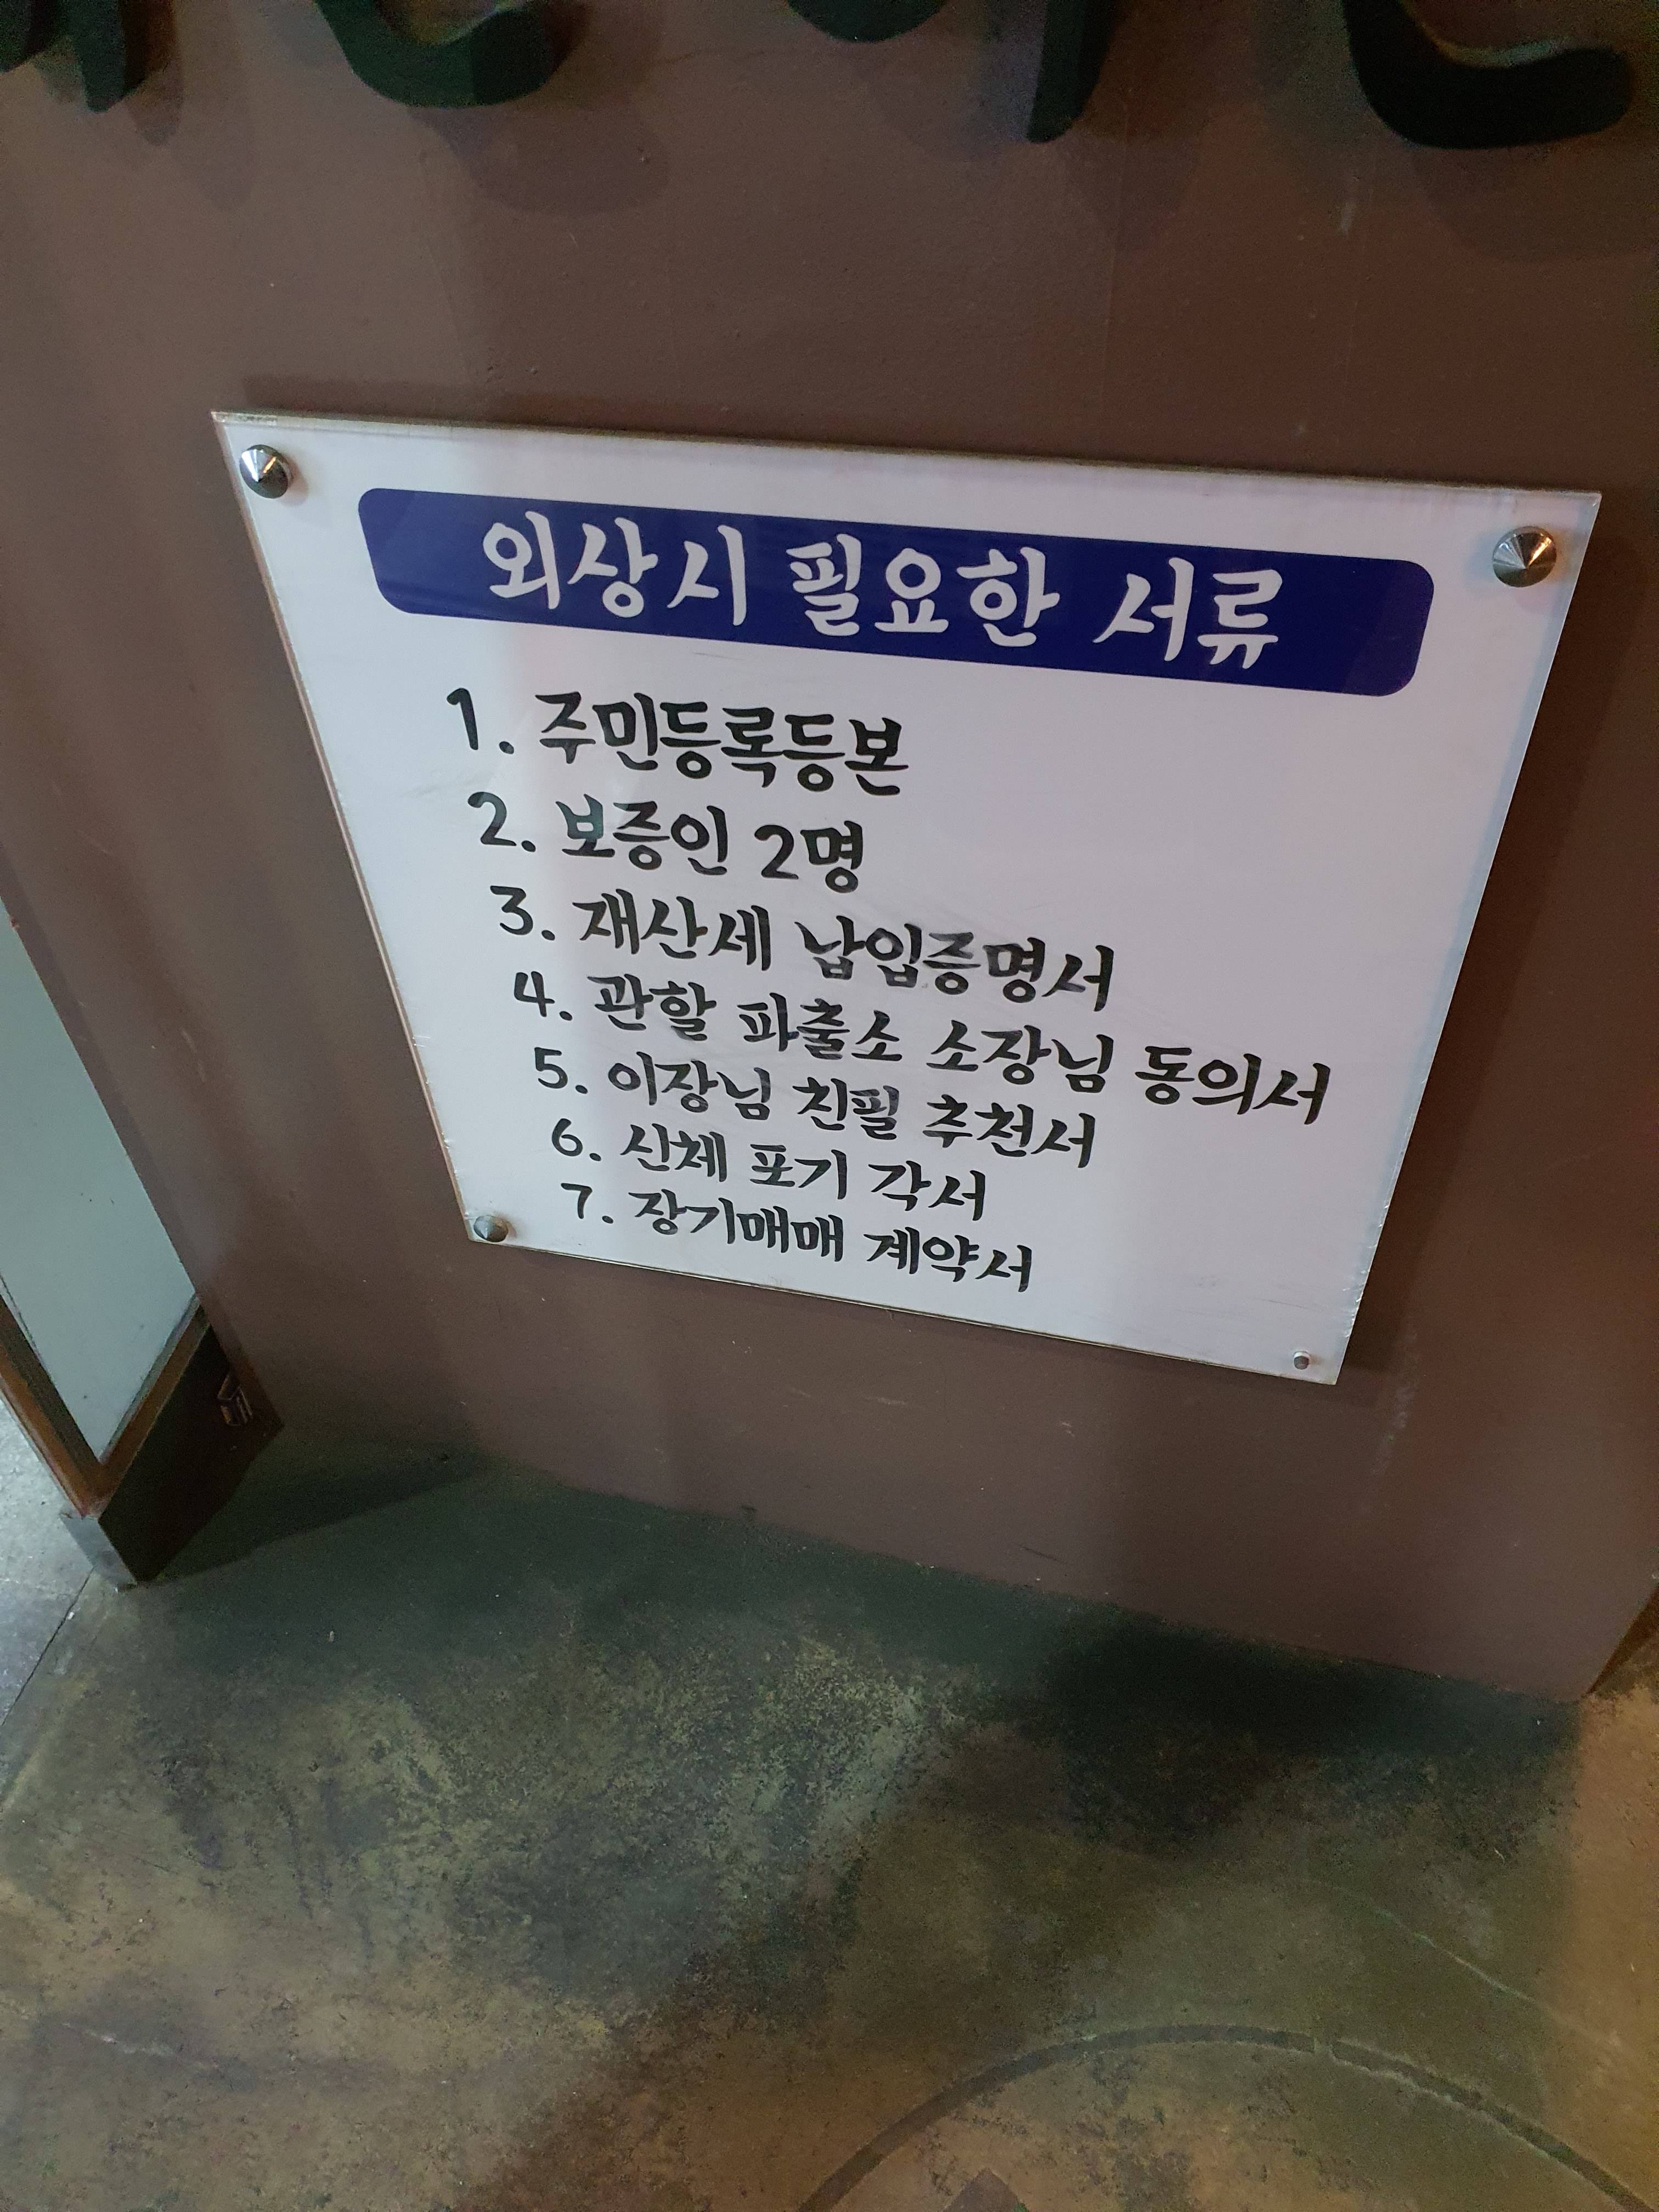 외상시 필요한 서류
1. 주민등록등본
2. 보증인 2명
3. 재산세 납입증명서
4. 관할 파출소 소장님 동의서
5. 이장님 친필 추천서
6. 신체 포기 각서
7. 장기매매 계약서